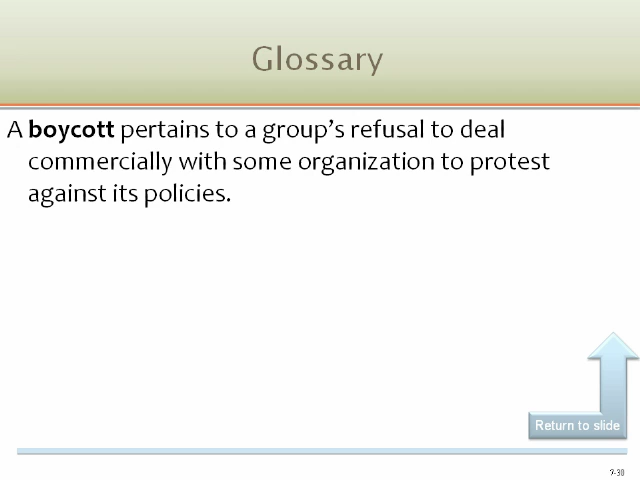 Glossary
A boycott pertains to a group’s refusal to deal
commercially with some organization to protest
against its policies.
Return to slide
7-30